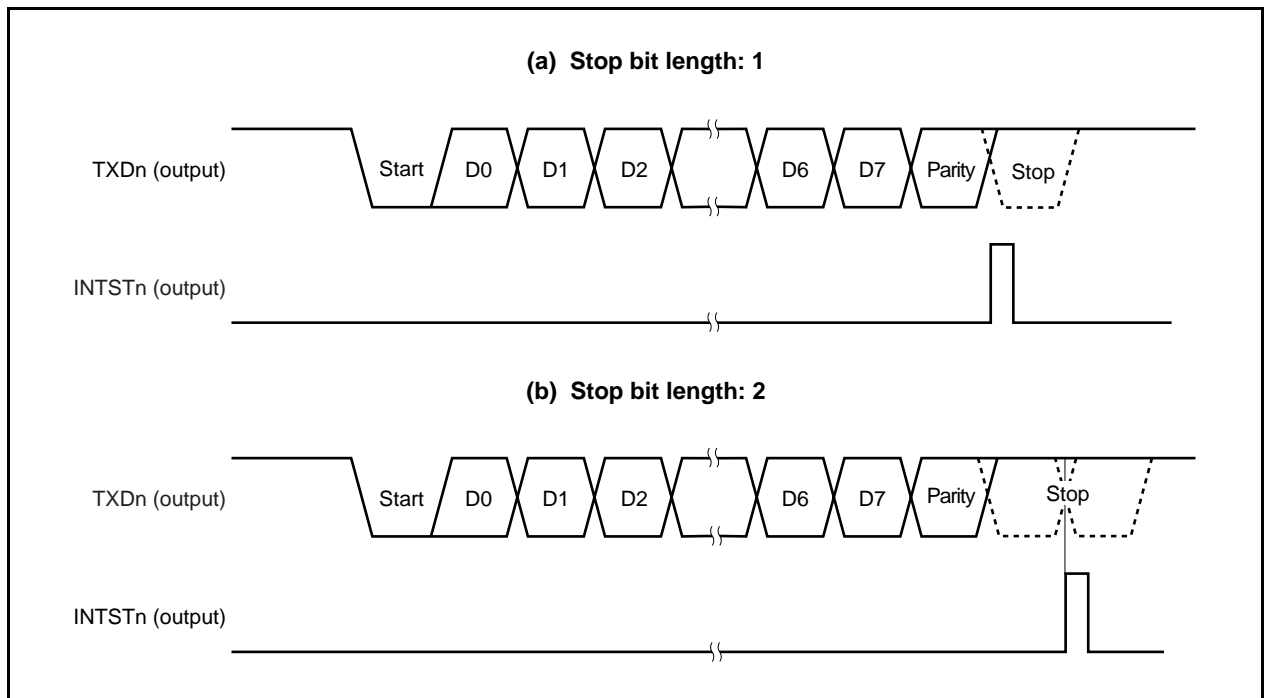 (a) Stop bit length: 1
TXDn (output) Start D0 D1 D2 D6 D7 Parity Stop
INTSTn (output)
(b) Stop bit length: 2
TXDn (output) Start D0 D1 D2 D6 D7 Parity Stop
INTSTn (output)